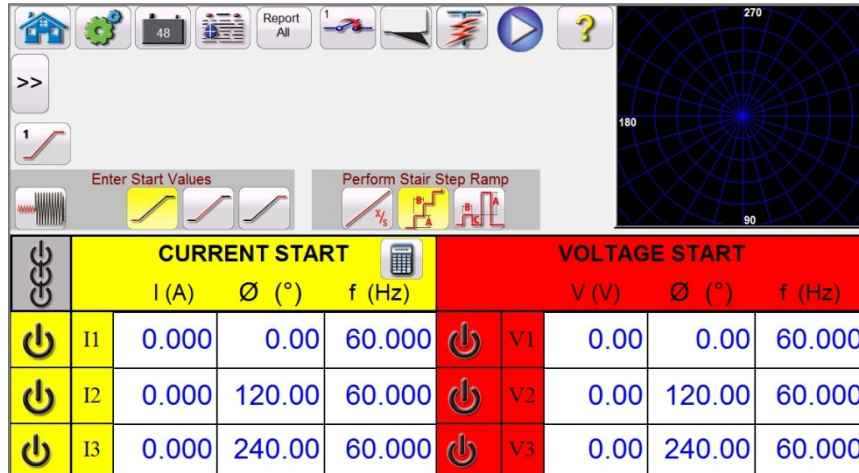 48
Report
All
1
?
270
>>
180
1
Enter Start Values
Perform Stair Step Ramp
X/s
B
A
B
C
A
90
CURRENT START
VOLTAGE START
I (A) Ø (°) f (Hz)
V (V) Ø (°) f (Hz)
I1 0.000 0.00 60.000 V1 0.00 0.00 60.000
I2 0.000 120.00 60.000 V2 0.00 120.00 60.000
I3 0.000 240.00 60.000 V3 0.00 240.00 60.000